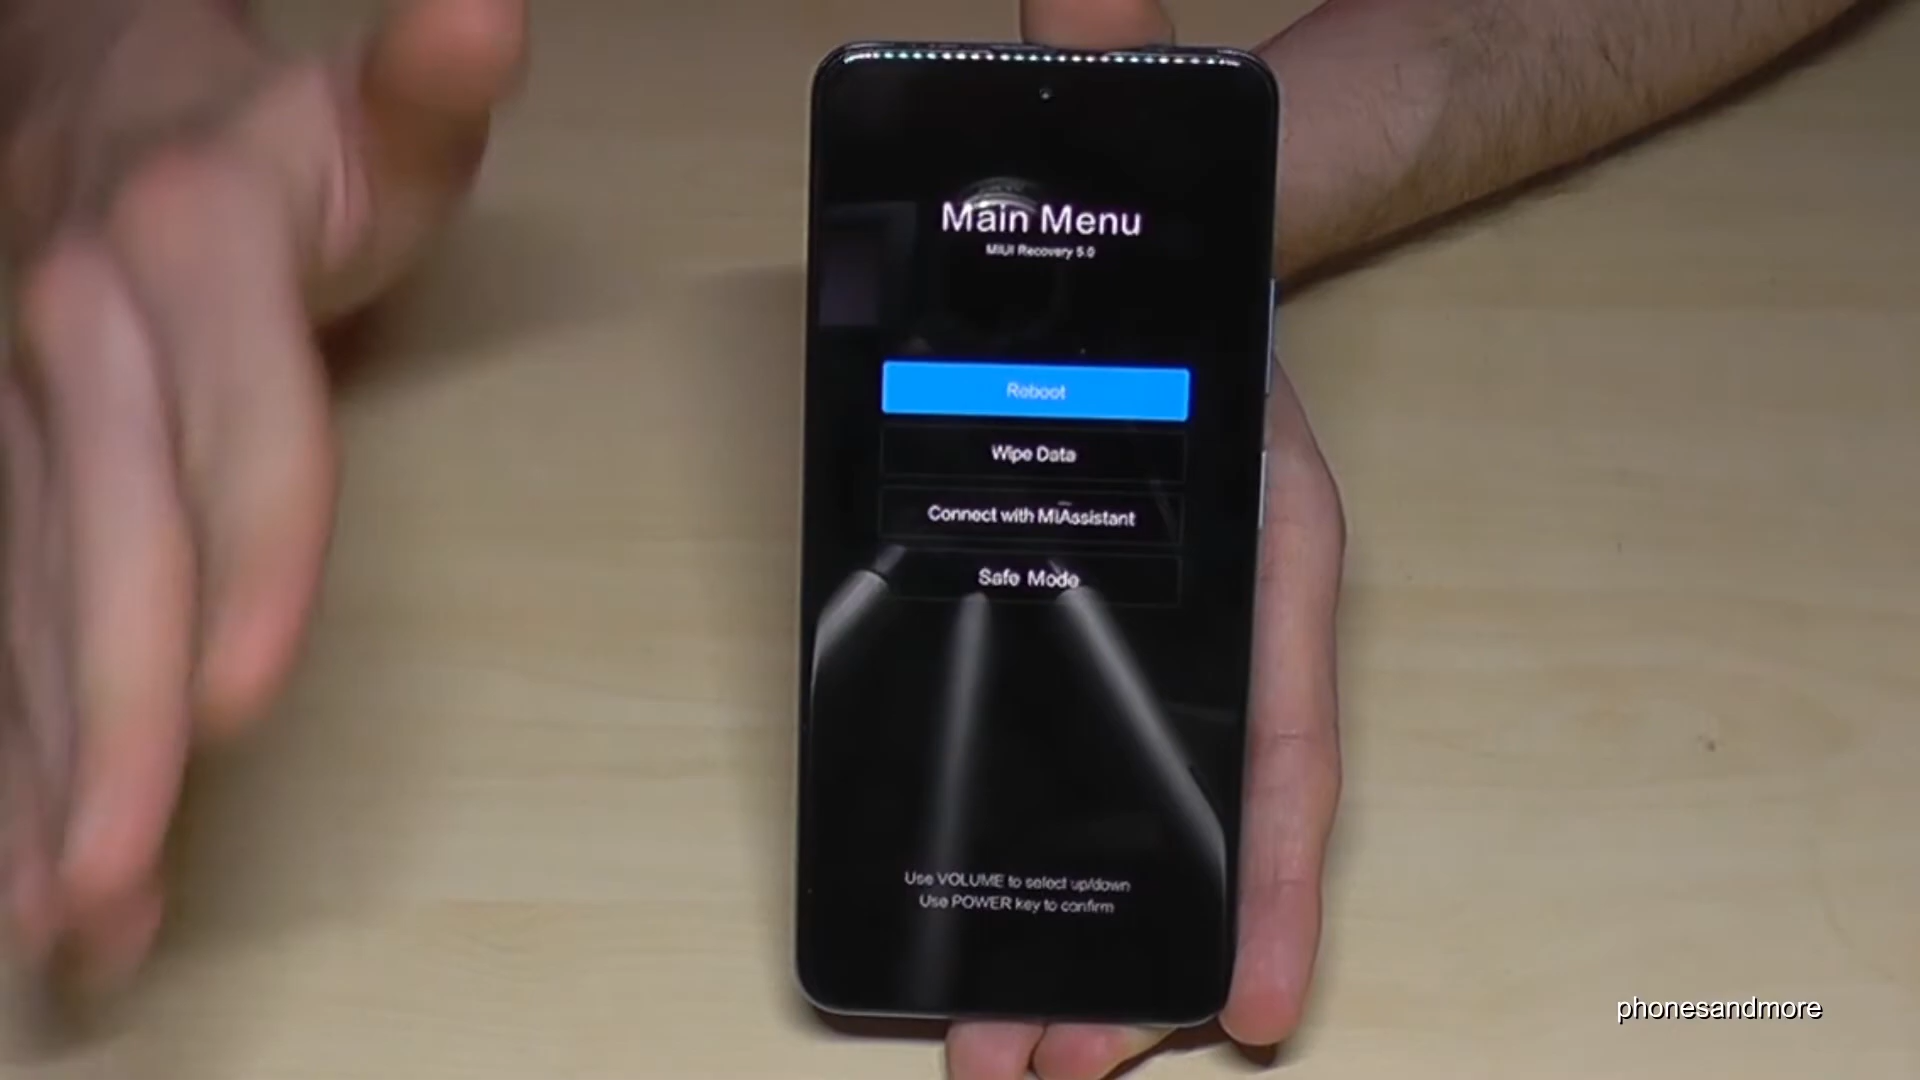 Main Menu
MIUI Recovery 5.0
Reboot
Wipe Data
Connect with MIAssistant
Safe Mode
Use VOLUME to select up/down
Use POWER key to confirm
phonesandmore